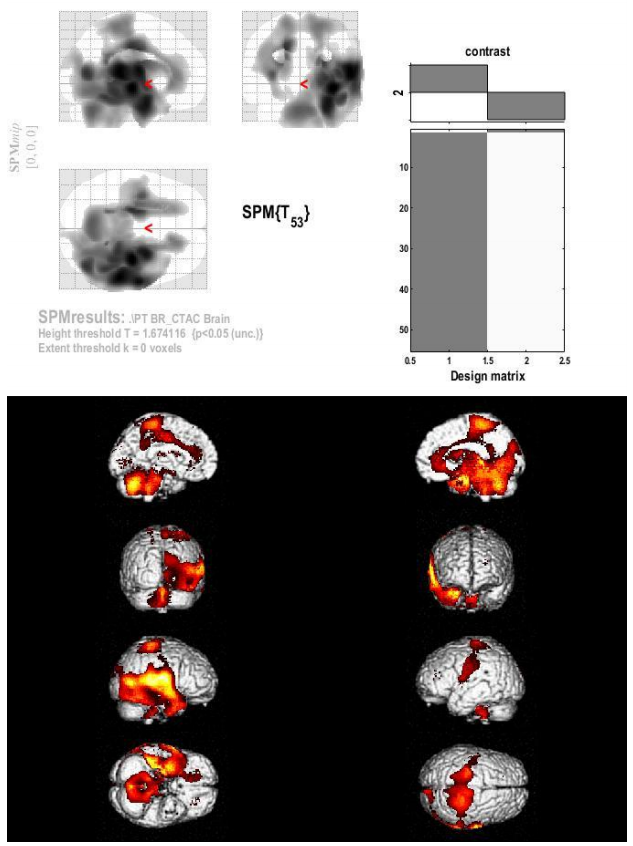 contrast
2
SPMmip
[0, 0, 0]
<
<
<
SPM{T53}
10
20
30
40
50
0.5 1 1.5 2 2.5
Design matrix
SPMresults: .\PT BR_CTAC Brain
Height threshold T = 1.674116 {p<0.05 (unc.)}
Extent threshold k = 0 voxels